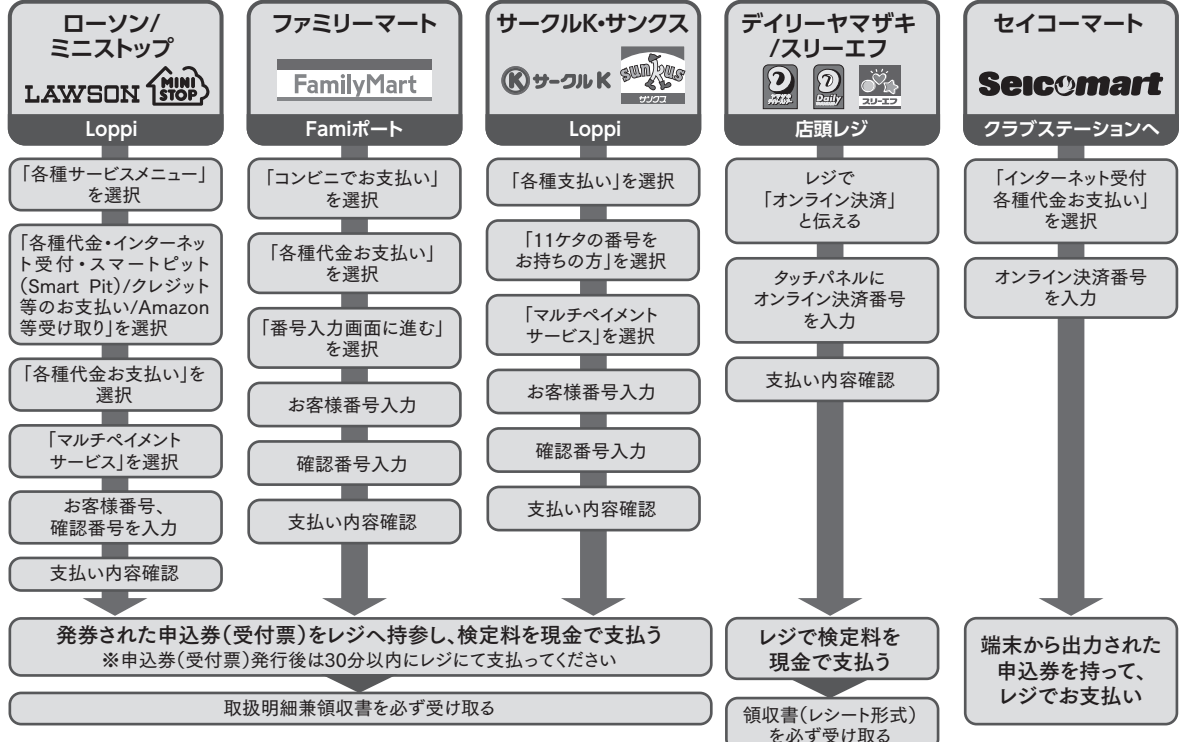 ローソン/
ミニストップ
LAWSON MINI
STOP
Loppi
「各種サービスメニュー」
を選択
「各種代金・インターネッ
ト受付・スマートピット
(Smart Pit)/クレジット
等のお支払い/Amazon
等受け取り」を選択
「各種代金お支払い」を
選択
「マルチペイメント
サービス」を選択
お客様番号、
確認番号を入力
支払い内容確認
ファミリーマート
FamilyMart
Famiポート
「コンビニでお支払い」
を選択
「各種代金お支払い」
を選択
「番号入力画面に進む」
を選択
お客様番号入力
確認番号入力
支払い内容確認
サークルK・サンクス
K サークルK
sunkus
サンクス
Loppi
「各種支払い」を選択
「11ケタの番号を
お持ちの方」を選択
「マルチペイメント
サービス」を選択
お客様番号入力
確認番号入力
支払い内容確認
発券された申込券(受付票)をレジへ持参し、検定料を現金で支払う
※申込券(受付票)発行後は30分以内にレジにて支払ってください
取扱明細兼領収書を必ず受け取る
デイリーヤマザキ
/スリーエフ
Daily
スリーエフ
店頭レジ
レジで
「オンライン決済」
と伝える
タッチパネルに
オンライン決済番号
を入力
支払い内容確認
レジで検定料を
現金で支払う
領収書(レシート形式)
を必ず受け取る
セイコーマート
Seicomart
クラブステーションへ
「インターネット受付
各種代金お支払い」
を選択
オンライン決済番号
を入力
端末から出力された
申込券を持って、
レジでお支払い